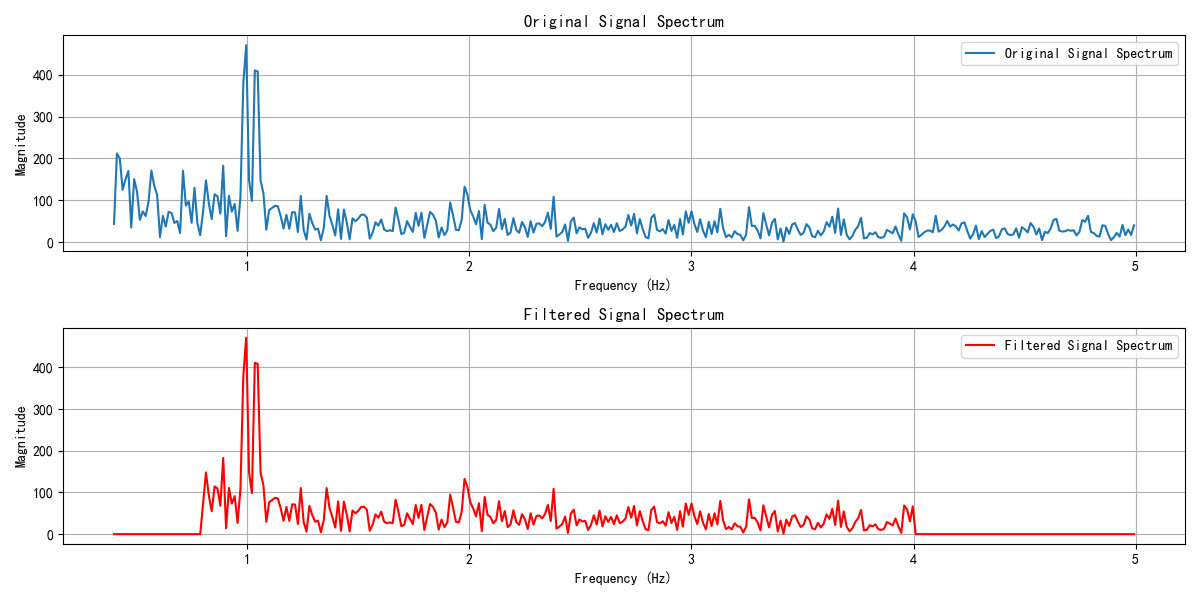 Original Signal Spectrum
Original Signal Spectrum
Magnitude
400
300
200
100
0
1 2 3 4 5
Frequency (Hz)
Filtered Signal Spectrum
Filtered Signal Spectrum
Magnitude
400
300
200
100
0
1 2 3 4 5
Frequency (Hz)